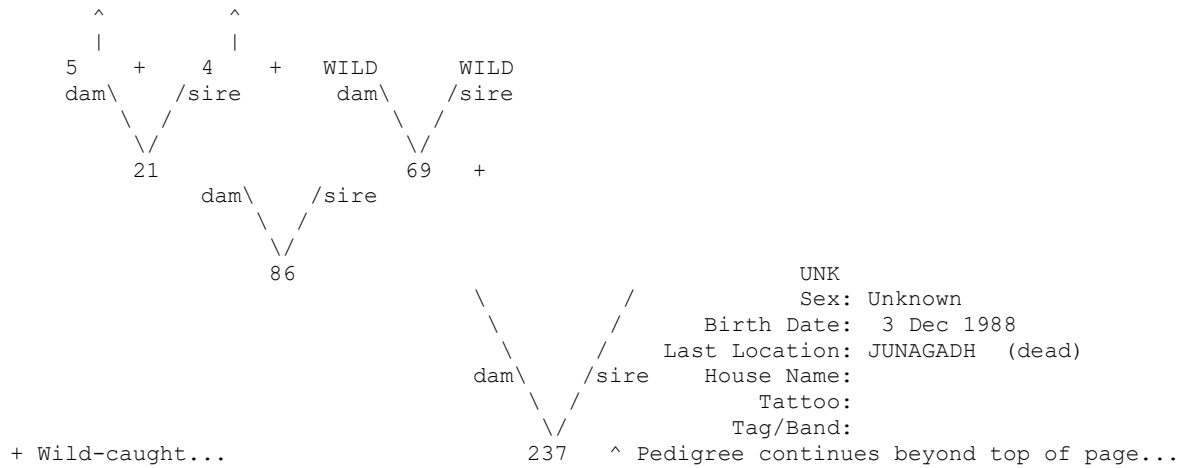 ^ ^
| |
5 + 4 + WILD WILD
dam\ /sire dam\ /sire
\ / \ /
\/ \/
21 69 +
dam\ /sire
\ /
\/
86 UNK
\ / Sex: Unknown
\ / Birth Date: 3 Dec 1988
\ / Last Location: JUNAGADH (dead)
dam\ /sire House Name:
\ / Tattoo:
\/ Tag/Band:
+ Wild-caught... 237 ^ Pedigree continues beyond top of page...